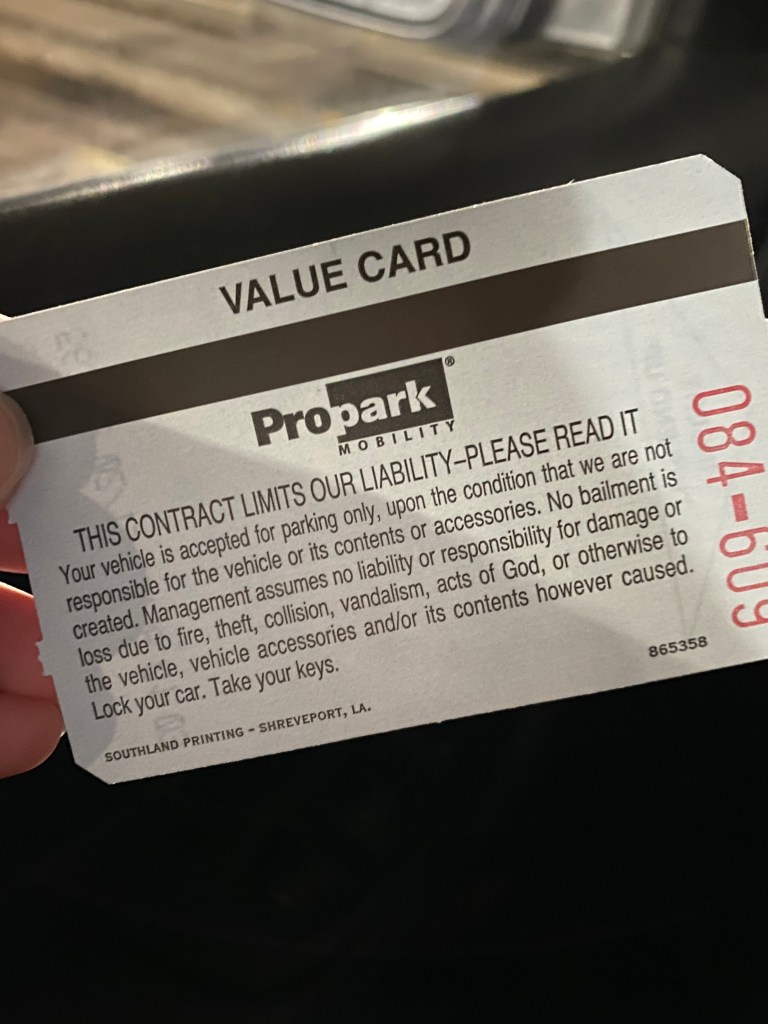 VALUE CARD
Propark®
MOBILITY
THIS CONTRACT LIMITS OUR LIABILITY–PLEASE READ IT
Your vehicle is accepted for parking only, upon the condition that we are not
responsible for the vehicle or its contents or accessories. No bailment is
created. Management assumes no liability or responsibility for damage or
loss due to fire, theft, collision, vandalism, acts of God, or otherwise to
the vehicle, vehicle accessories and/or its contents however caused.
Lock your car. Take your keys.
SOUTHLAND PRINTING - SHREVEPORT, LA.
865358
084-609